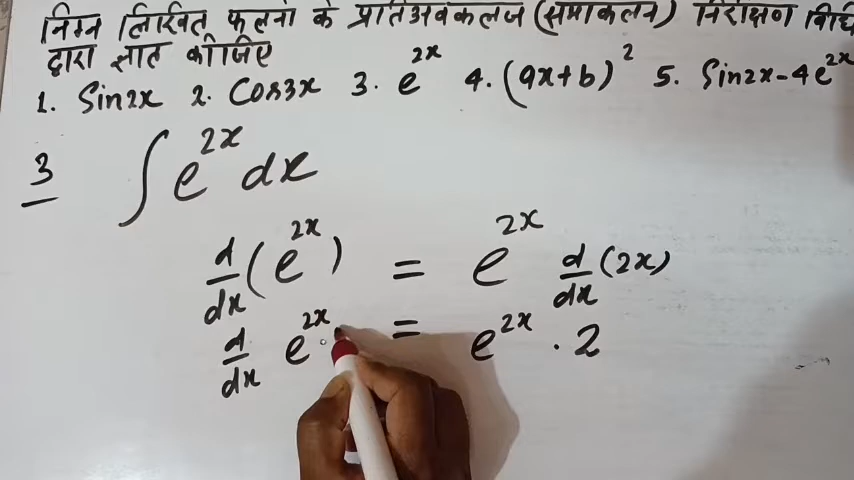 निम्न लिखित फलनो के प्रतिअवकलज (समाकलन) निरीक्षण विधि
द्वारा ज्ञात कीजिए
1. Sin2x 2. Cos3x 3. e^2x 4. (ax+b)^2 5. Sin2x-4e^2x
3 ∫e^2x dx
d/dx (e^2x) = e^2x d/dx (2x)
d/dx e^2x = e^2x · 2